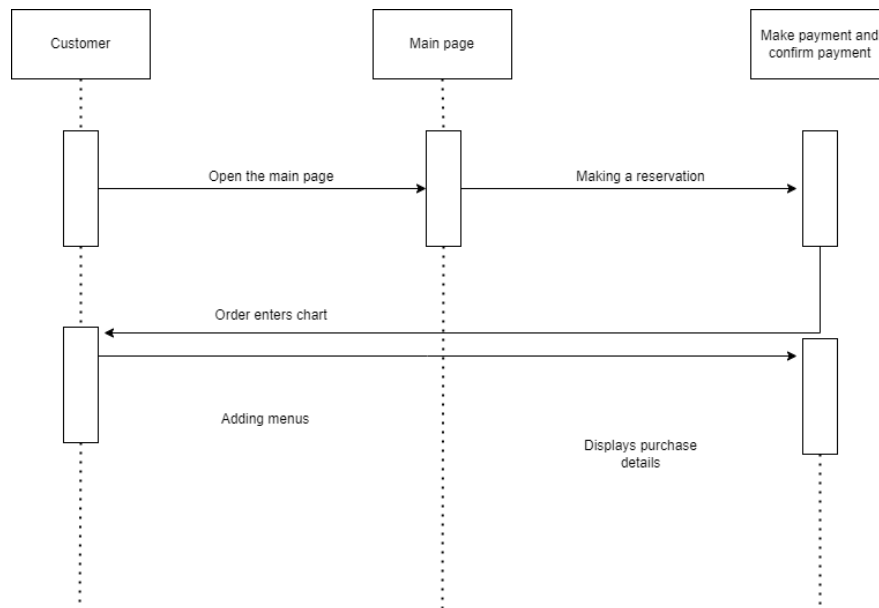 Customer
Main page
Make payment and
confirm payment
Open the main page
Making a reservation
Order enters chart
Adding menus
Displays purchase
details